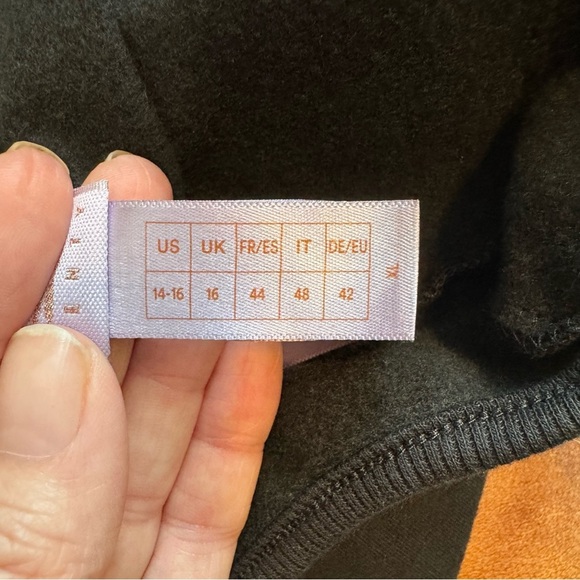 US UK FR/ES IT DE/EU
14-16 16 44 48 42
XL